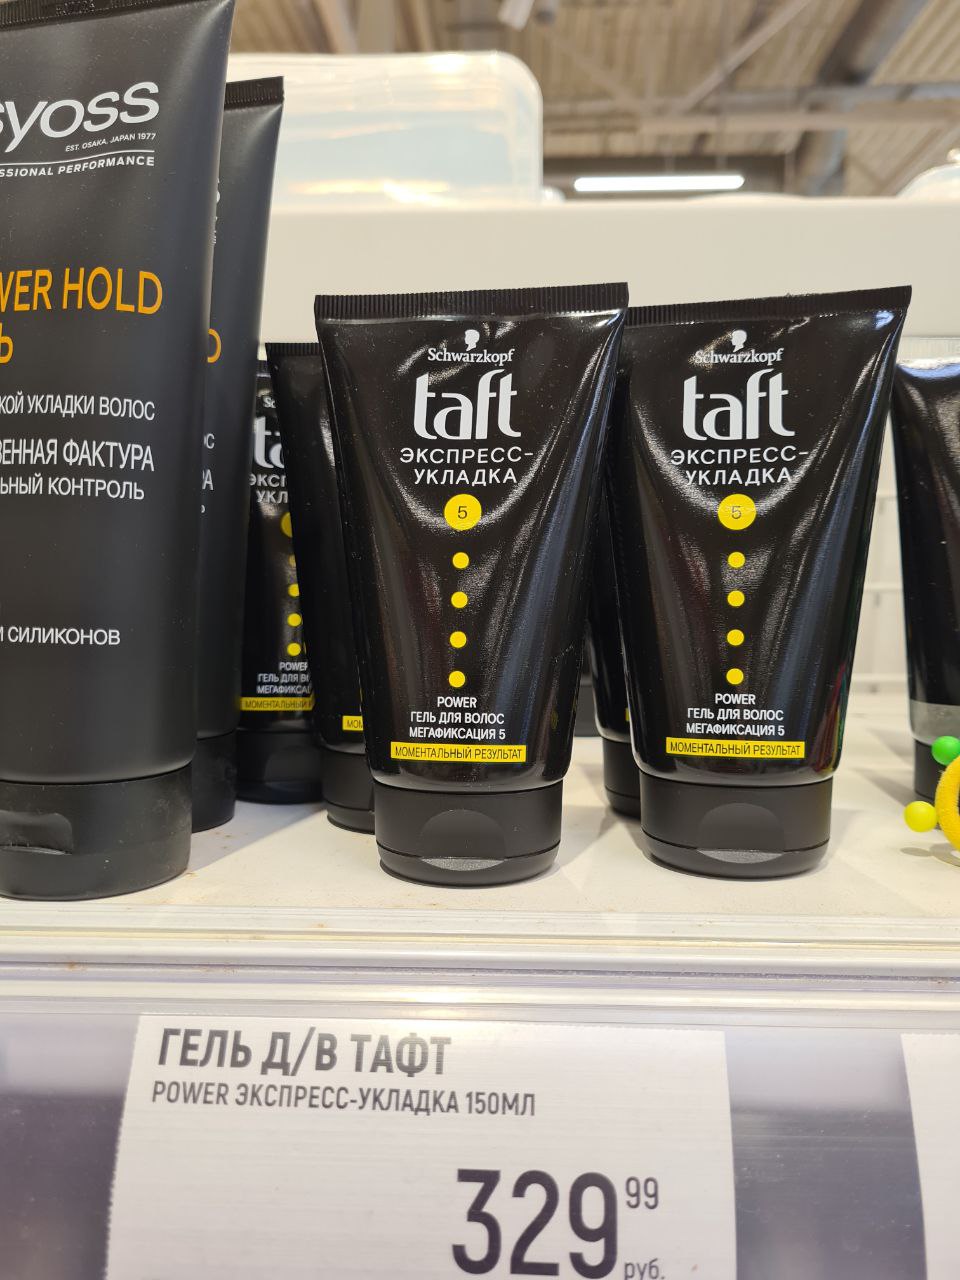 syoss
EST. OSAKA, JAPAN 1977
SSIONAL PERFORMANCE
WER HOLD
Ь
КОЙ УКЛАДКИ ВОЛОС
ВЕННАЯ ФАКТУРА
ЬНЫЙ КОНТРОЛЬ
СИЛИКОНОВ
Schwarzkopf
taft
ЭКСПРЕСС-
УКЛАДКА
5
POWER
ГЕЛЬ ДЛЯ ВОЛОС
МЕГАФИКСАЦИЯ 5
МОМЕНТАЛЬНЫЙ РЕЗУЛЬТАТ
Schwarzkopf
taft
ЭКСПРЕСС-
УКЛАДКА
5
POWER
ГЕЛЬ ДЛЯ ВОЛОС
МЕГАФИКСАЦИЯ 5
МОМЕНТАЛЬНЫЙ РЕЗУЛЬТАТ
ГЕЛЬ Д/В ТАФТ
POWER ЭКСПРЕСС-УКЛАДКА 150МЛ
329 99
руб.